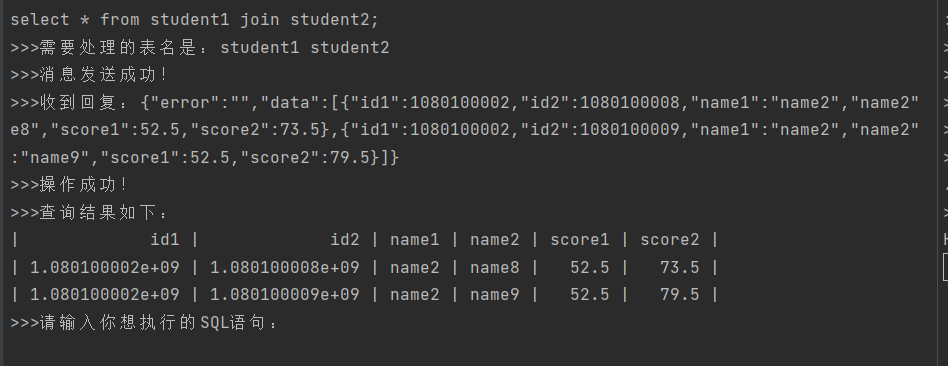 select * from student1 join student2;
>>>需要处理的表名是：student1 student2
>>>消息发送成功！
>>>收到回复：{"error":"","data":[{"id1":1080100002,"id2":1080100008,"name1":"name2","name2"
e8","score1":52.5,"score2":73.5},{"id1":1080100002,"id2":1080100009,"name1":"name2","name2"
:"name9","score1":52.5,"score2":79.5}]}
>>>操作成功！
>>>查询结果如下：
| id1 | id2 | name1 | name2 | score1 | score2 |
| 1.080100002e+09 | 1.080100008e+09 | name2 | name8 | 52.5 | 73.5 |
| 1.080100002e+09 | 1.080100009e+09 | name2 | name9 | 52.5 | 79.5 |
>>>请输入你想执行的SQL语句：